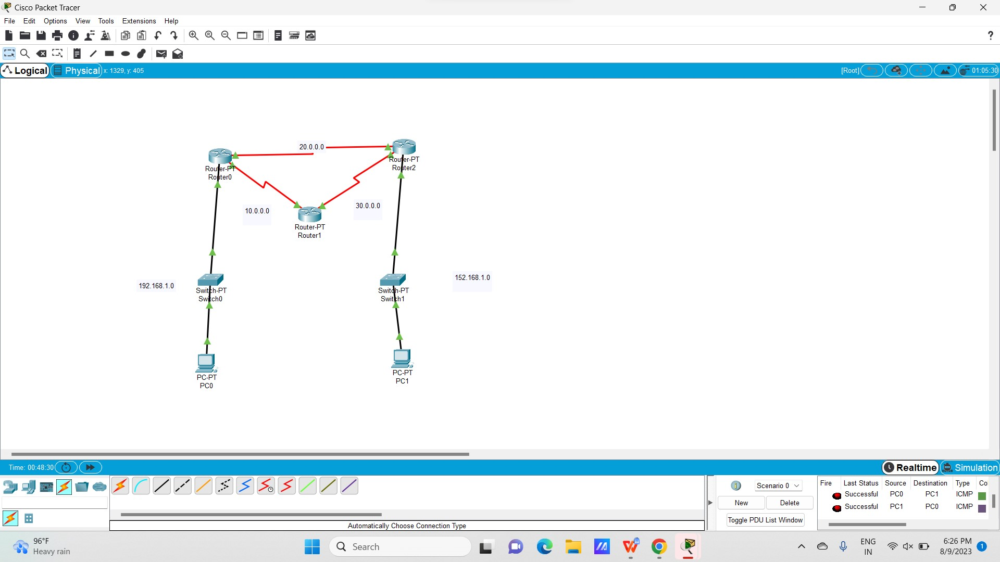 Cisco Packet Tracer
File Edit Options View Tools Extensions Help
?
Logical Physical x: 1329, y: 405 [Root] 01:05:30
20.0.0.0
Router-PT
Router0
Router-PT
Router2
10.0.0.0
30.0.0.0
Router-PT
Router1
192.168.1.0
Switch-PT
Switch0
Switch-PT
Switch1
152.168.1.0
PC-PT
PC0
PC-PT
PC1
Time: 00:48:30 Realtime Simulation
Scenario 0
New Delete
Toggle PDU List Window
Fire Last Status Source Destination Type Co
Successful PC0 PC1 ICMP
Successful PC1 PC0 ICMP
Automatically Choose Connection Type
96°F
Heavy rain
Search
ENG
IN
6:26 PM
8/9/2023
1